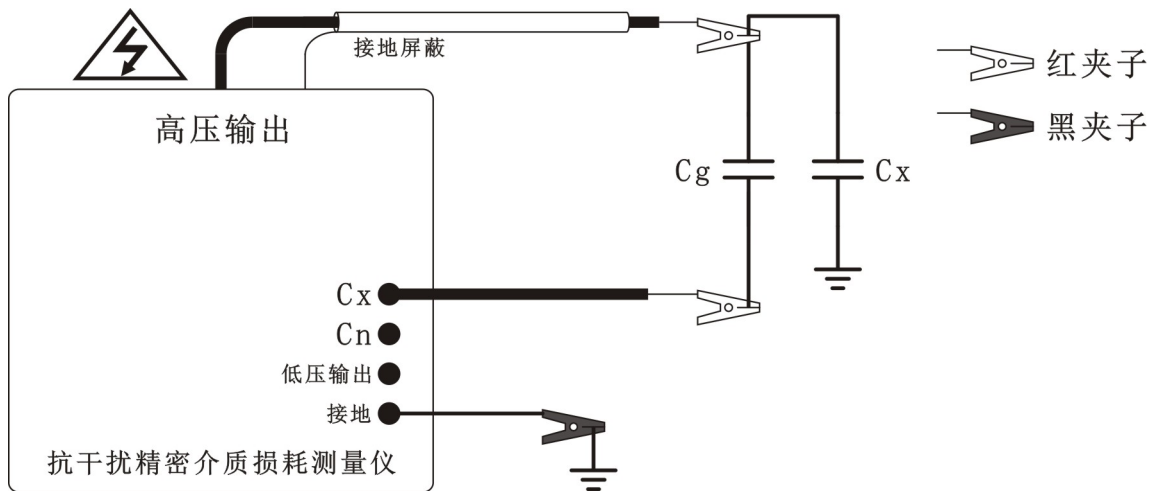 接地屏蔽
红夹子
高压输出
黑夹子
Cg
Cx
Cx
Cn
低压输出
接地
抗干扰精密介质损耗测量仪